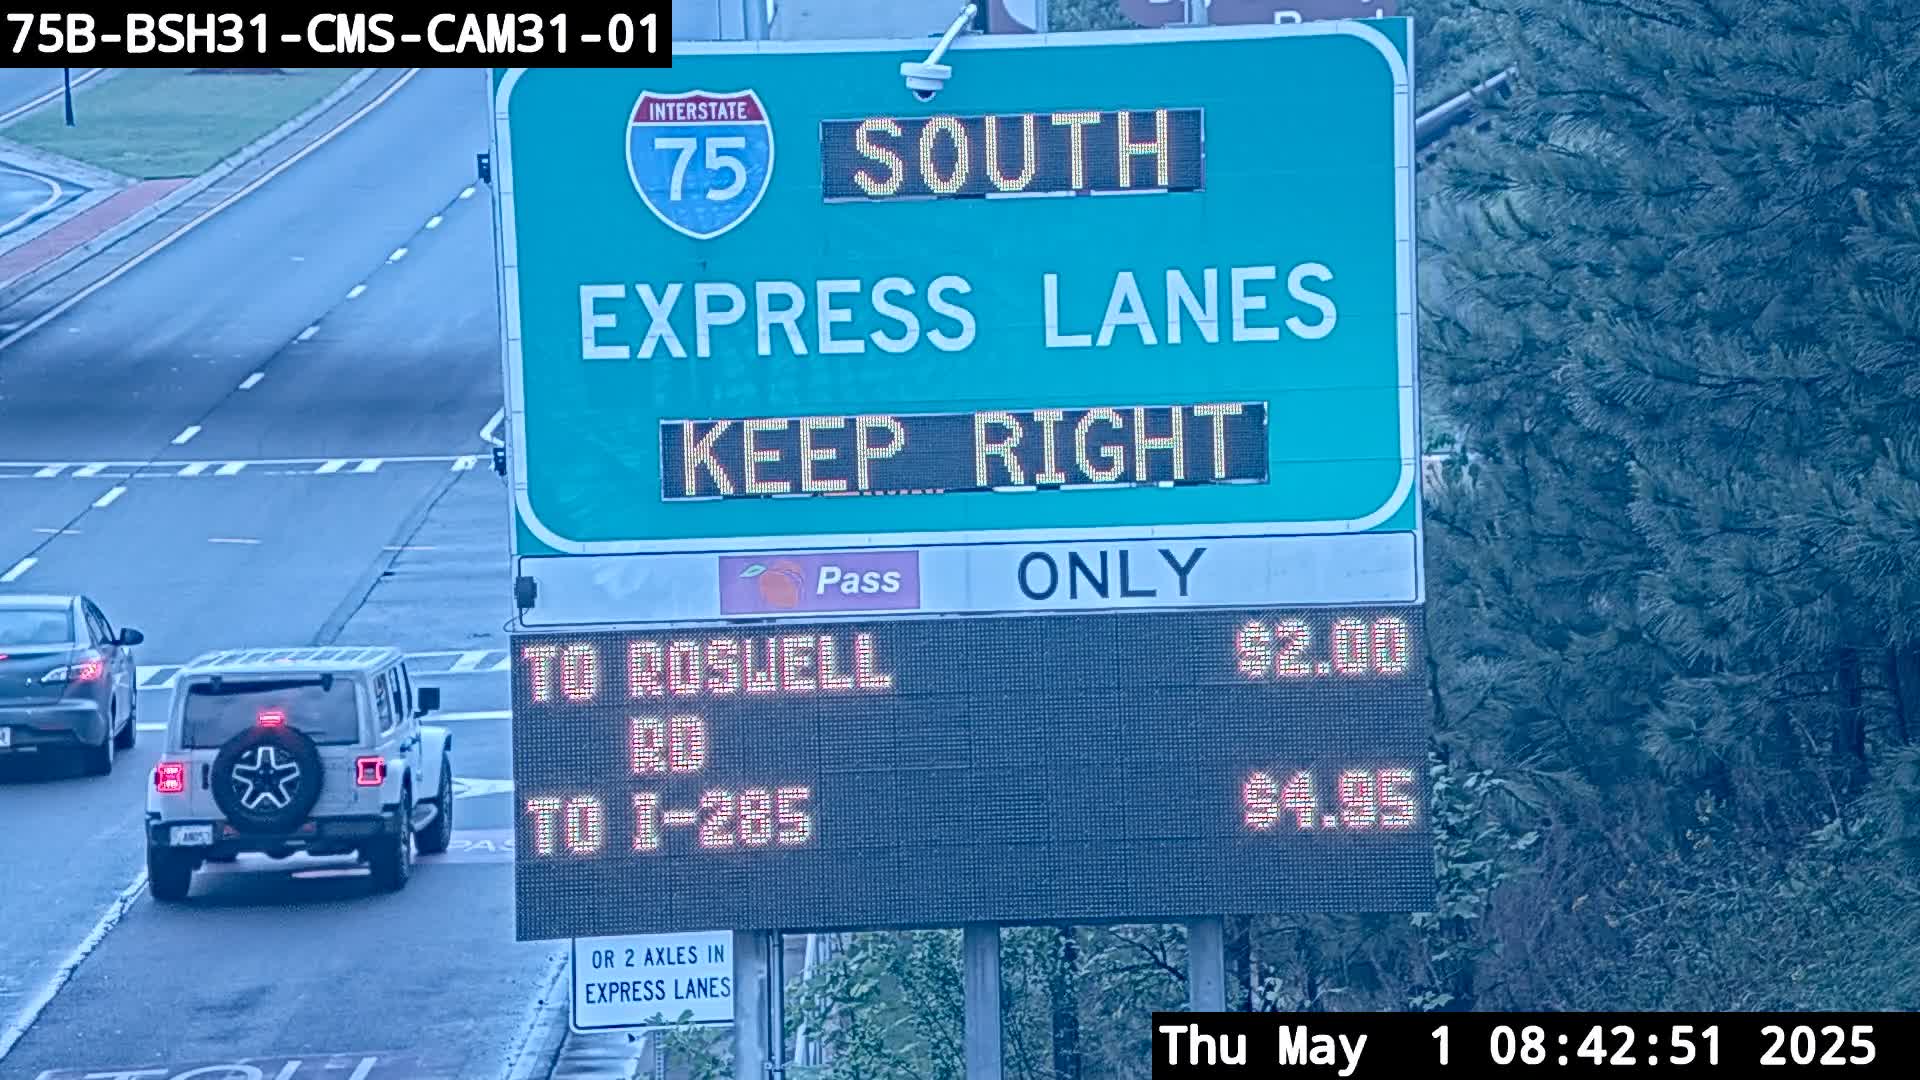 75B-BSH31-CMS-CAM31-01
INTERSTATE
75
SOUTH
EXPRESS LANES
KEEP RIGHT
Pass ONLY
TO ROSWELL $2.00
RD
TO I-285 $4.95
OR 2 AXLES IN
EXPRESS LANES
Thu May 1 08:42:51 2025